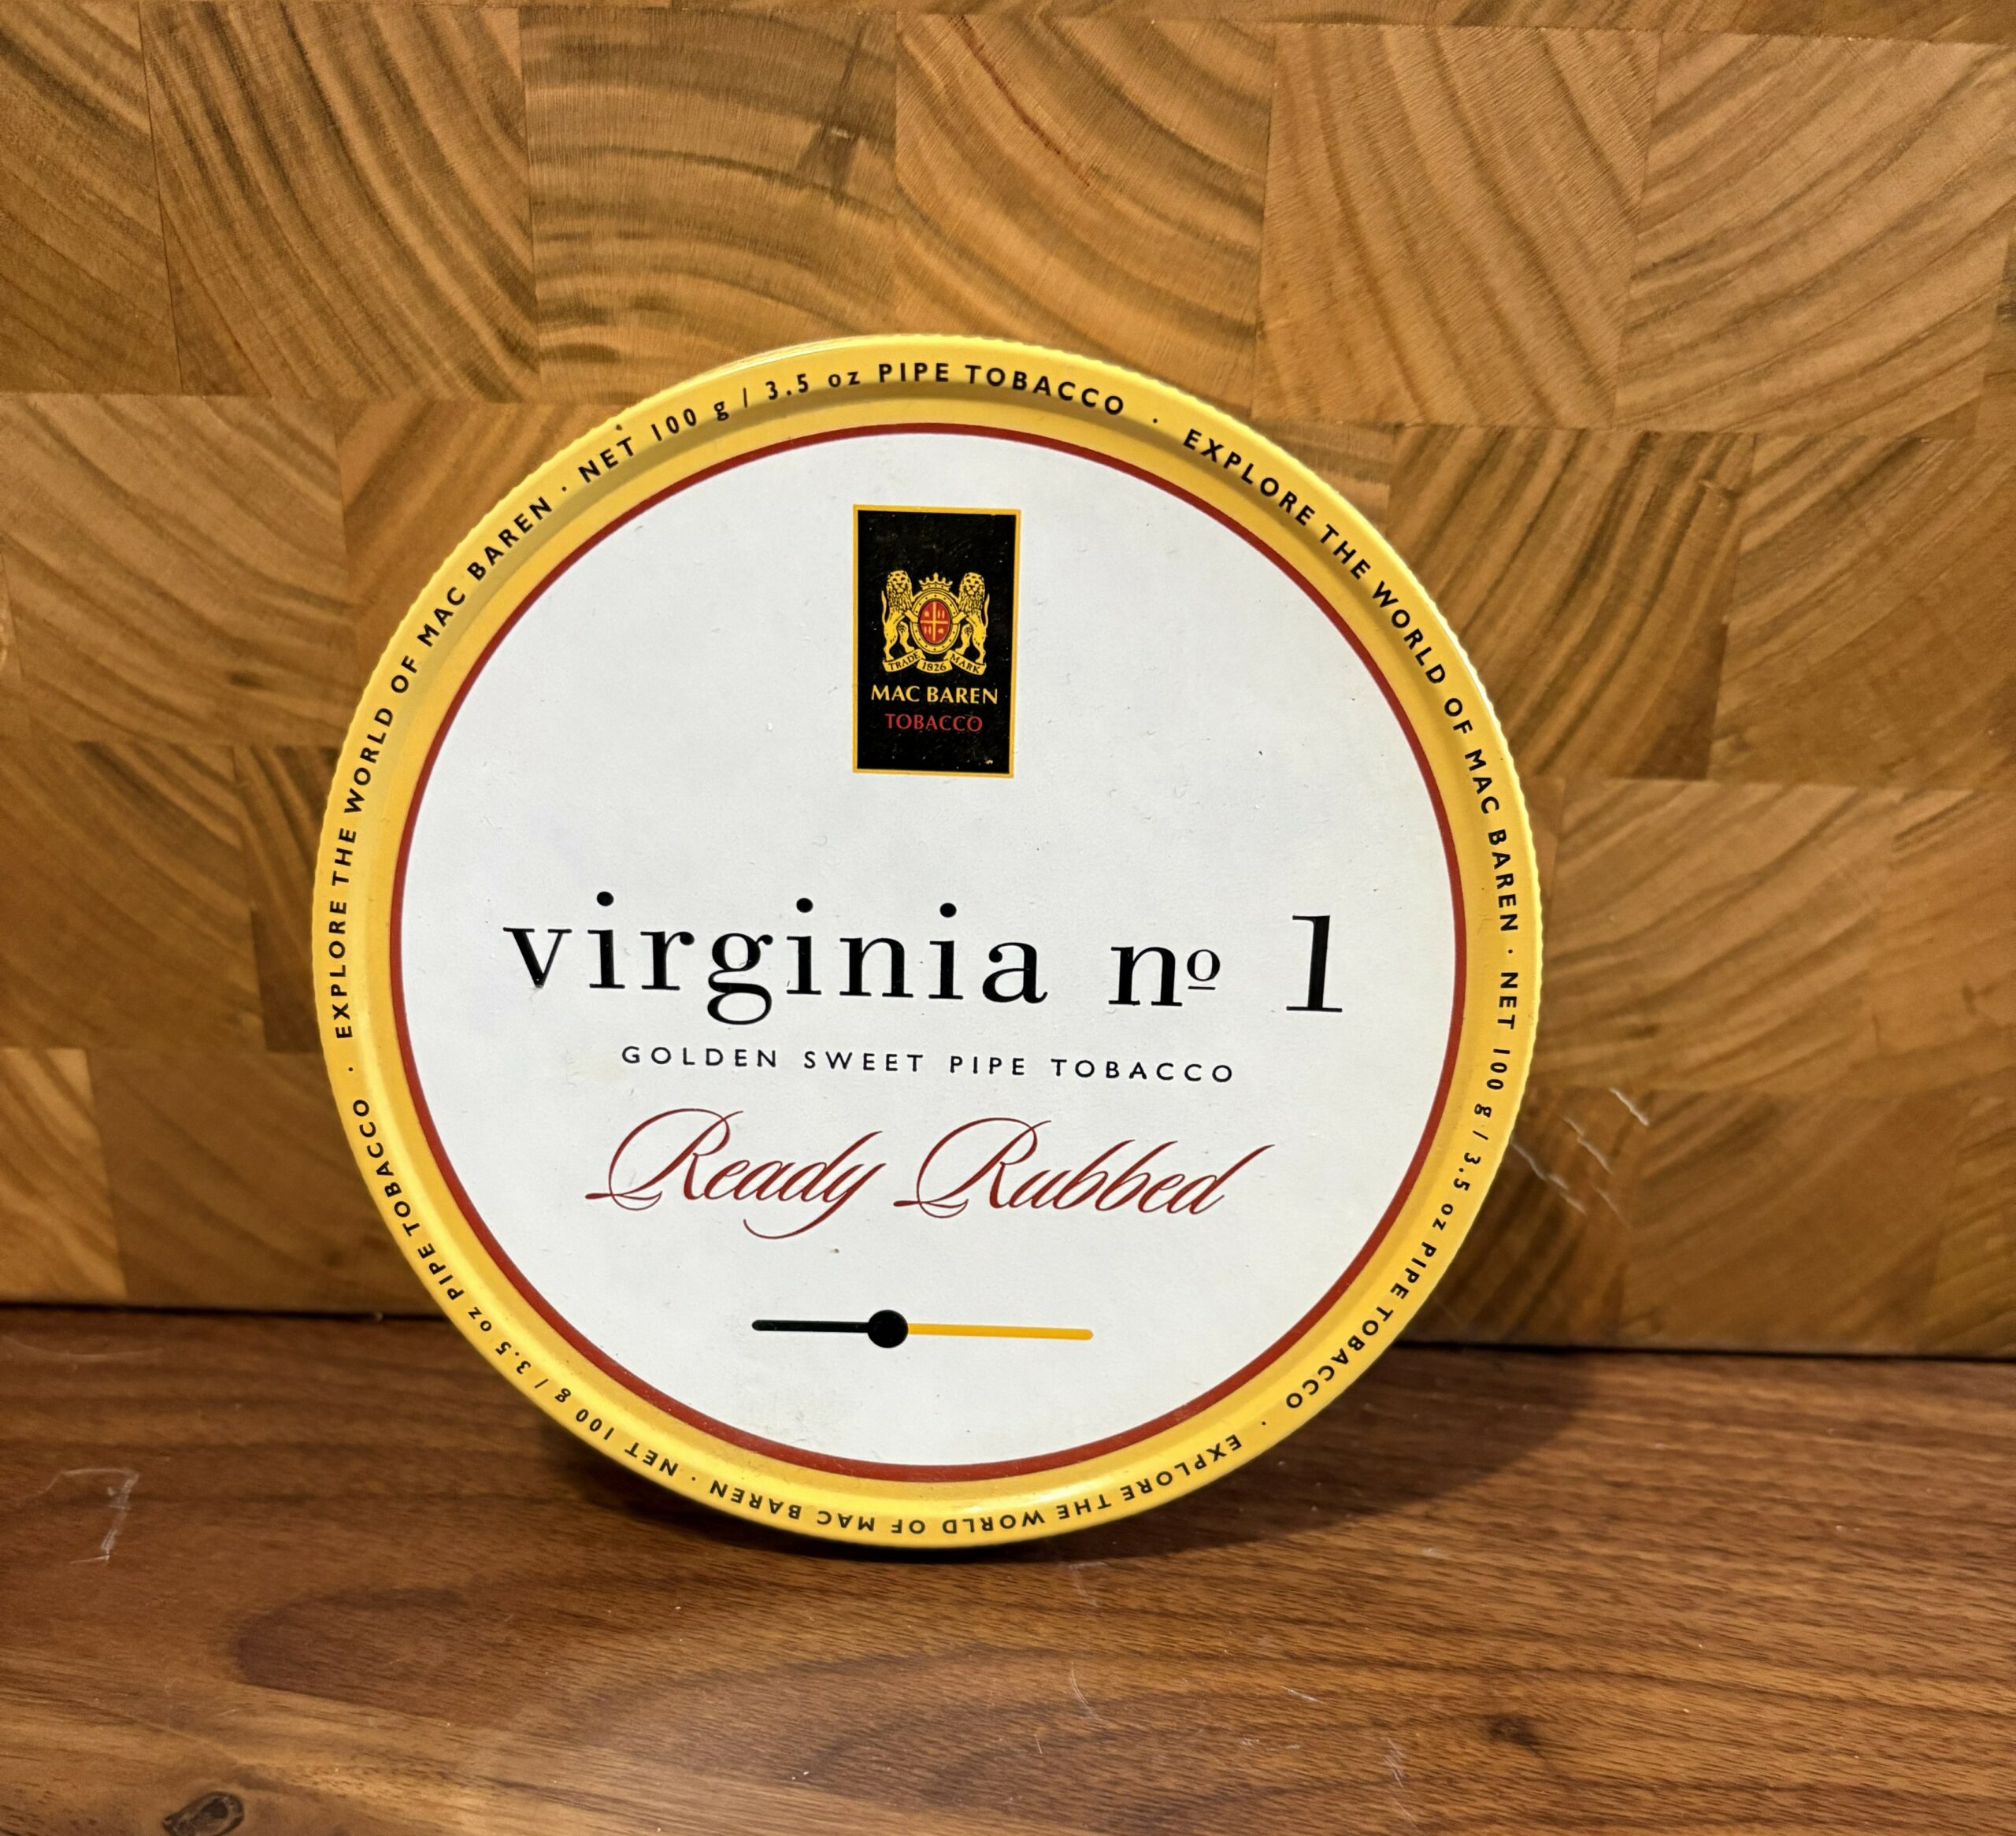 NET 100 g / 3.5 oz PIPE TOBACCO · EXPLORE THE WORLD OF MAC BAREN · NET 100 g / 3.5 oz PIPE TOBACCO · EXPLORE THE WORLD OF MAC BAREN · NET 100 g / 3.5 oz PIPE TOBACCO · EXPLORE THE WORLD OF MAC BAREN ·
TRADE 1826 MARK
MAC BAREN
TOBACCO
virginia nº 1
GOLDEN SWEET PIPE TOBACCO
Ready Rubbed